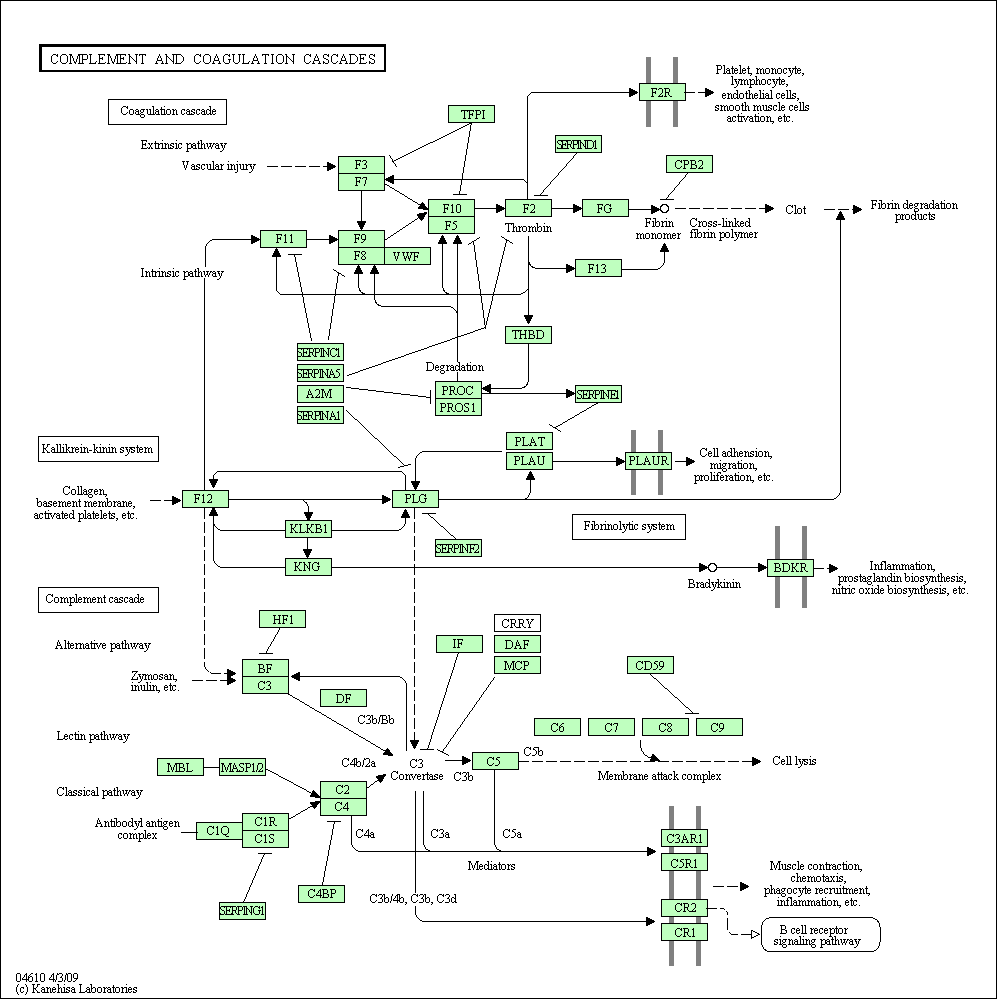 COMPLEMENT AND COAGULATION CASCADES
Coagulation cascade
Extrinsic pathway
Vascular injury
TFPI
F3
F7
F2R
Platelet, monocyte,
lymphocyte,
endothelial cells,
smooth muscle cells
activation, etc.
SERPIND1
CPB2
F10
F5
F2
Thrombin
FG
Fibrin
monomer
Cross-linked
fibrin polymer
Clot
Fibrin degradation
products
F11
F9
F8
VWF
F13
Intrinsic pathway
THBD
SERPINC1
SERPINA5
A2M
SERPINA1
Degradation
PROC
PROS1
SERPINE1
Kallikrein-kinin system
PLAT
PLAU
PLAUR
Cell adhension,
migration,
proliferation, etc.
Collagen,
basement membrane,
activated platelets, etc.
F12
PLG
KLKB1
KNG
SERPINF2
Fibrinolytic system
Bradykinin
BDKR
Inflammation,
prostaglandin biosynthesis,
nitric oxide biosynthesis, etc.
Complement cascade
Alternative pathway
HF1
Zymosan,
inulin, etc.
BF
C3
DF
IF
CRRY
DAF
MCP
CD59
C3b/Bb
C6
C7
C8
C9
Lectin pathway
C4b/2a
C3
Convertase
C3b
C5
C5b
Membrane attack complex
Cell lysis
MBL
MASP1/2
Classical pathway
C2
C4
Antibodyl antigen
complex
C1Q
C1R
C1S
C4a
C3a
C5a
Mediators
C3AR1
C5R1
Muscle contraction,
chemotaxis,
phagocyte recruitment,
inflammation, etc.
C4BP
SERPING1
C3b/4b, C3b, C3d
CR2
CR1
B cell receptor
signaling pathway
04610 4/3/09
(c) Kanehisa Laboratories